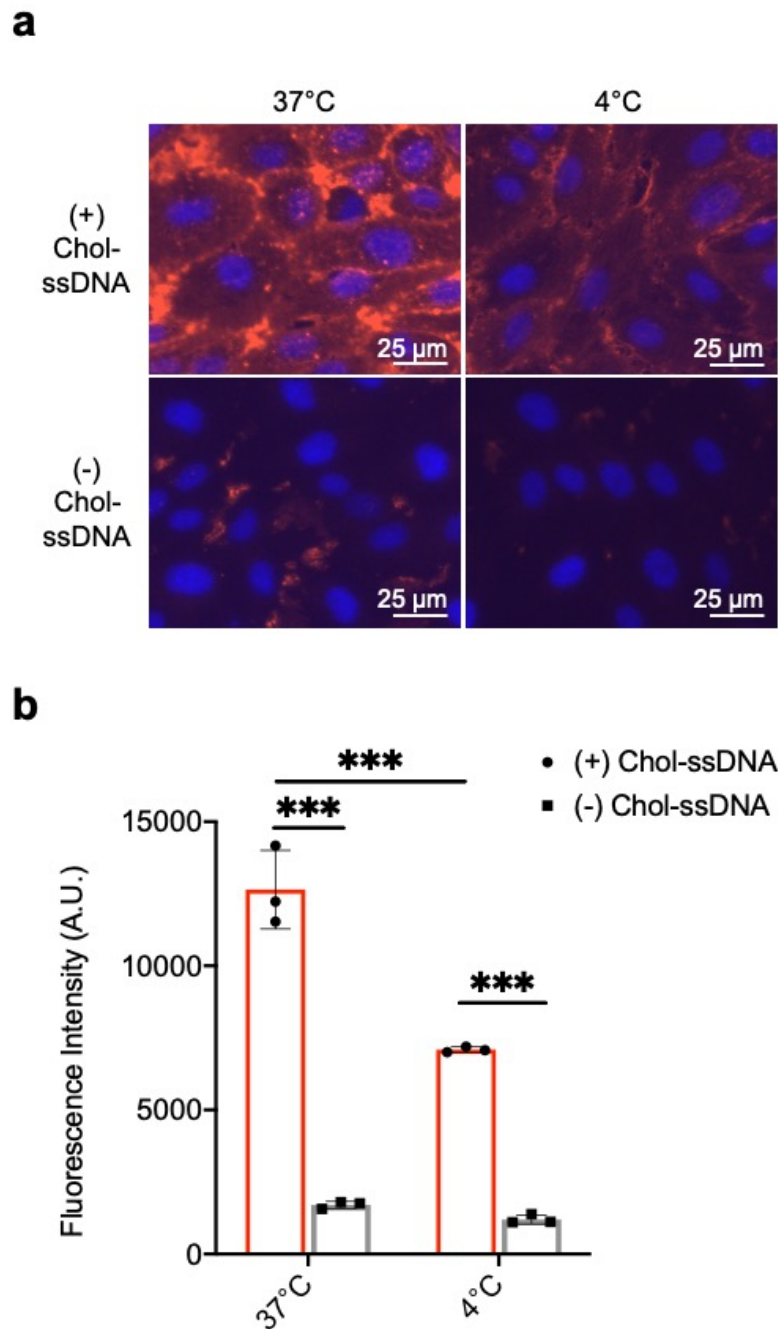 a
37°C
4°C
(+)
Chol-
ssDNA
25 µm
25 µm
(-)
Chol-
ssDNA
25 µm
25 µm
b
***
(+) Chol-ssDNA
***
(-) Chol-ssDNA
15000
***
10000
5000
0
Fluorescence Intensity (A.U.)
37°C
4°C